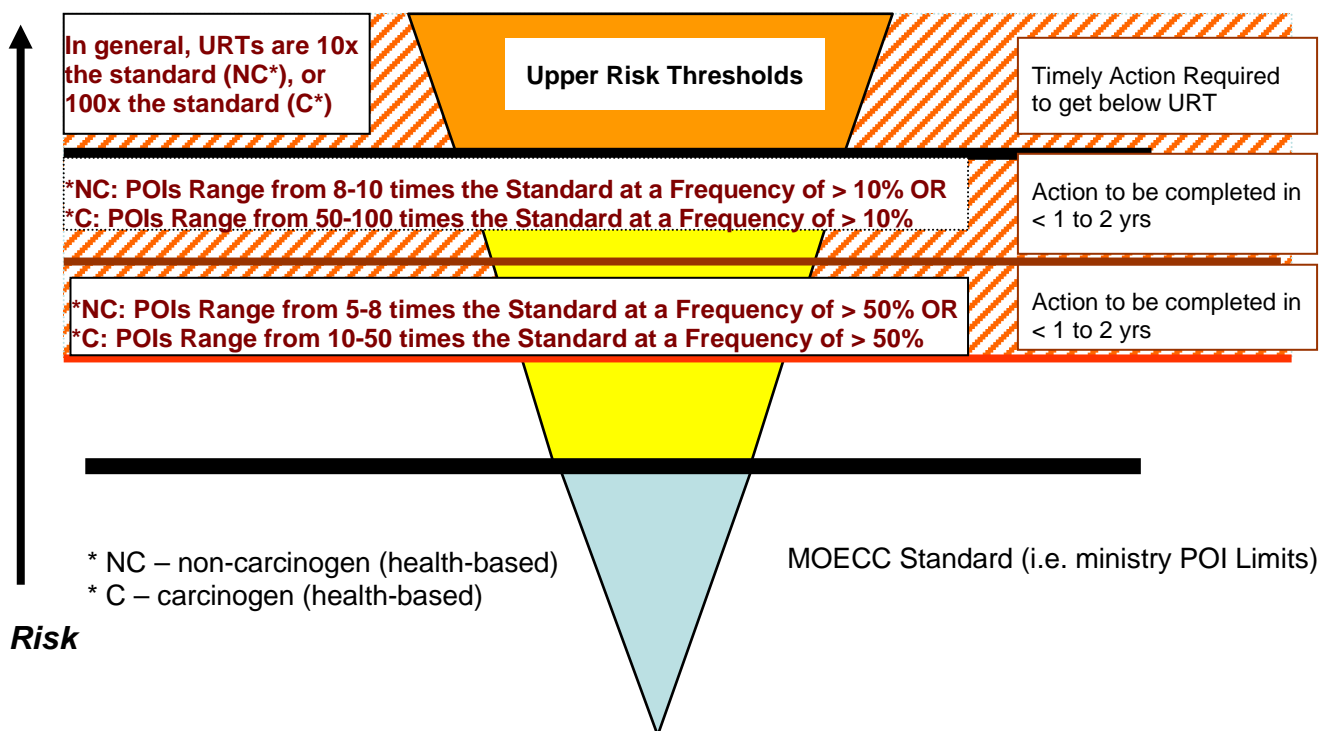 In general, URTs are 10x
the standard (NC*), or
100x the standard (C*)
Upper Risk Thresholds
Timely Action Required
to get below URT
*NC: POIs Range from 8-10 times the Standard at a Frequency of > 10% OR
*C: POIs Range from 50-100 times the Standard at a Frequency of > 10%
Action to be completed in
< 1 to 2 yrs
*NC: POIs Range from 5-8 times the Standard at a Frequency of > 50% OR
*C: POIs Range from 10-50 times the Standard at a Frequency of > 50%
Action to be completed in
< 1 to 2 yrs
* NC – non-carcinogen (health-based)
* C – carcinogen (health-based)
MOECC Standard (i.e. ministry POI Limits)
Risk